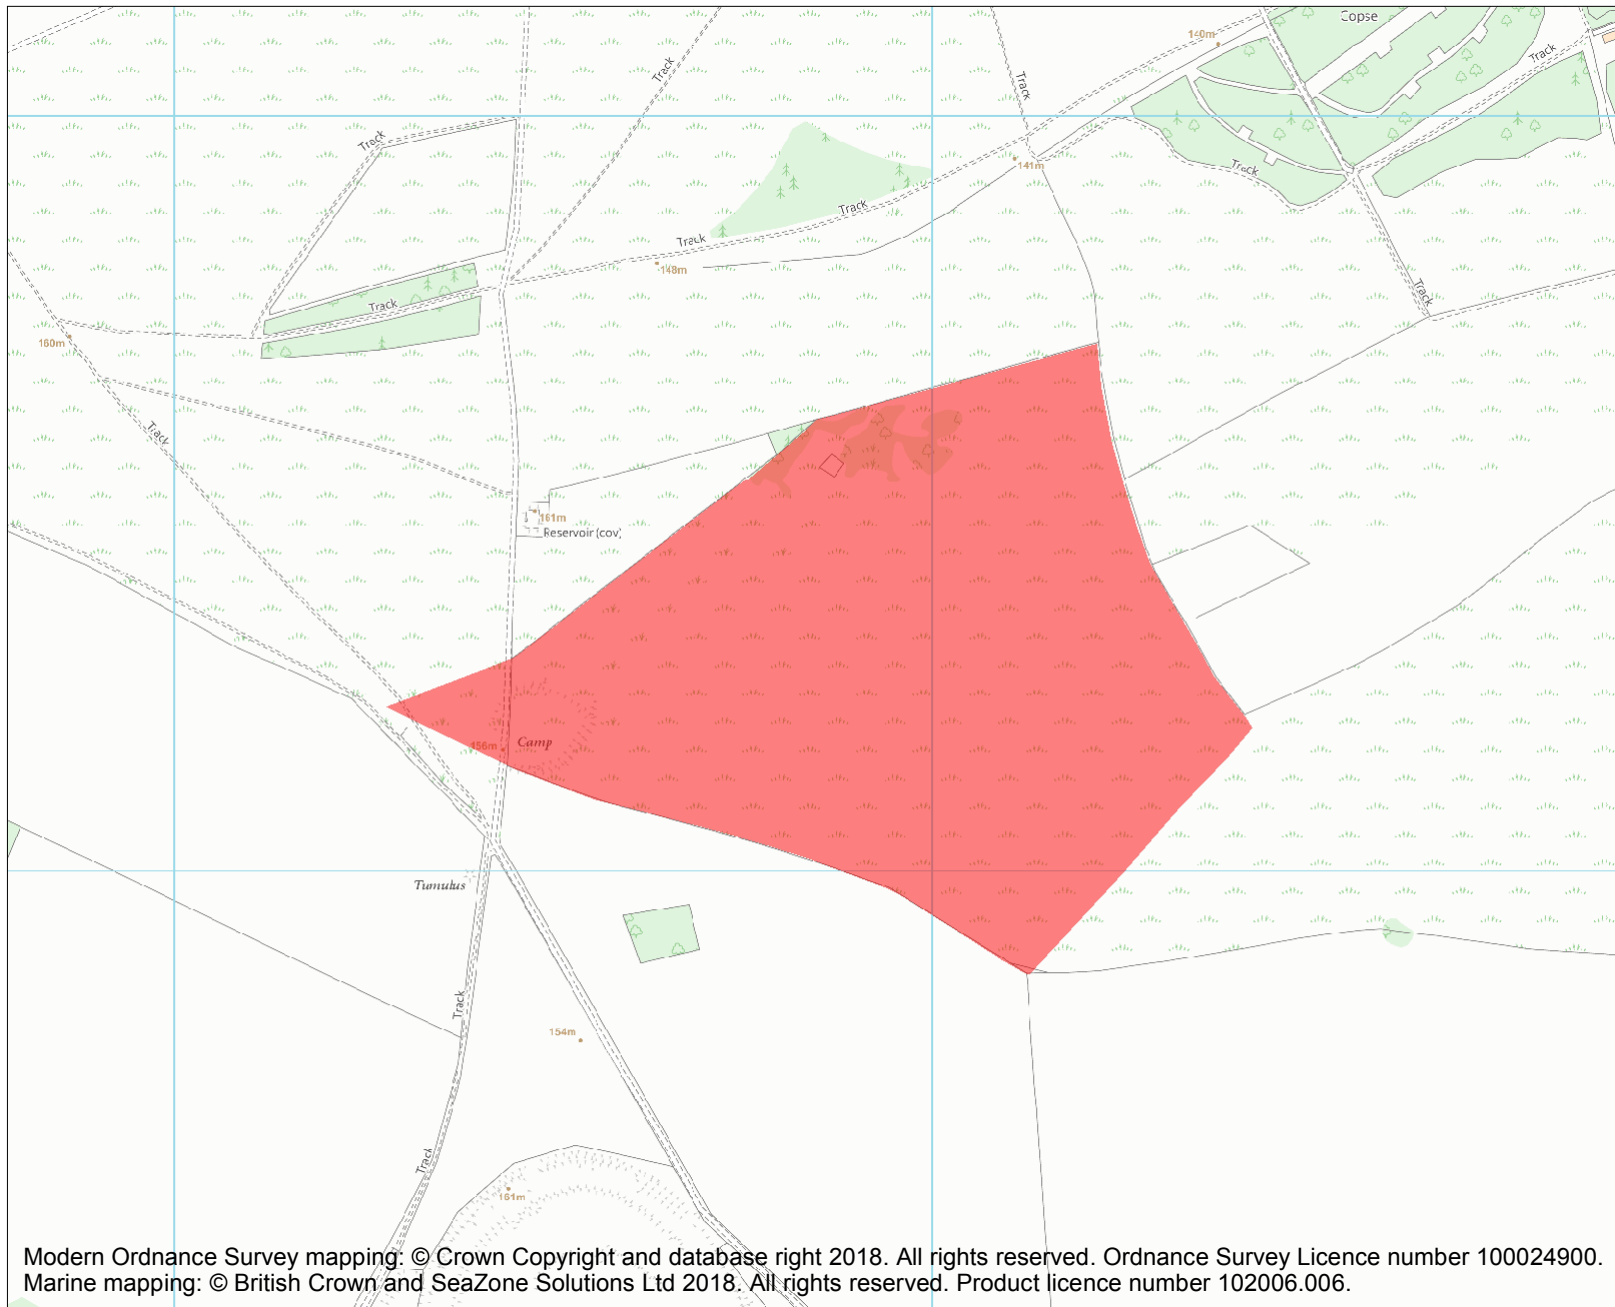 Copse
140m
Track
Track
Track
Track
141m
Track
Track
Track
148m
Track
Track
160m
Track
161m
Reservoir (cov)
156m
Camp
Tumulus
Track
154m
Track
161m
Modern Ordnance Survey mapping: © Crown Copyright and database right 2018. All rights reserved. Ordnance Survey Licence number 100024900.
Marine mapping: © British Crown and SeaZone Solutions Ltd 2018. All rights reserved. Product licence number 102006.006.